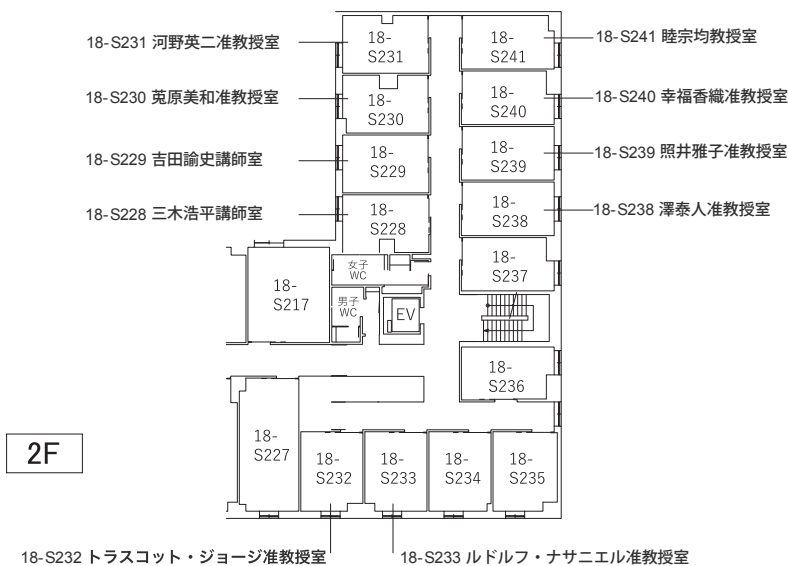 18-S231 河野英二准教授室
18-
S231
18-
S241
18-S241 睦宗均教授室
18-S230 莵原美和准教授室
18-
S230
18-
S240
18-S240 幸福香織准教授室
18-S229 吉田諭史講師室
18-
S229
18-
S239
18-S239 照井雅子准教授室
18-S228 三木浩平講師室
18-
S228
18-
S238
18-S238 澤泰人准教授室
18-
S237
女子
WC
18-
S217
男子
WC
EV
18-
S236
2F
18-
S227
18-
S232
18-
S233
18-
S234
18-
S235
18-S232 トラスコット・ジョージ准教授室
18-S233 ルドルフ・ナサニエル准教授室